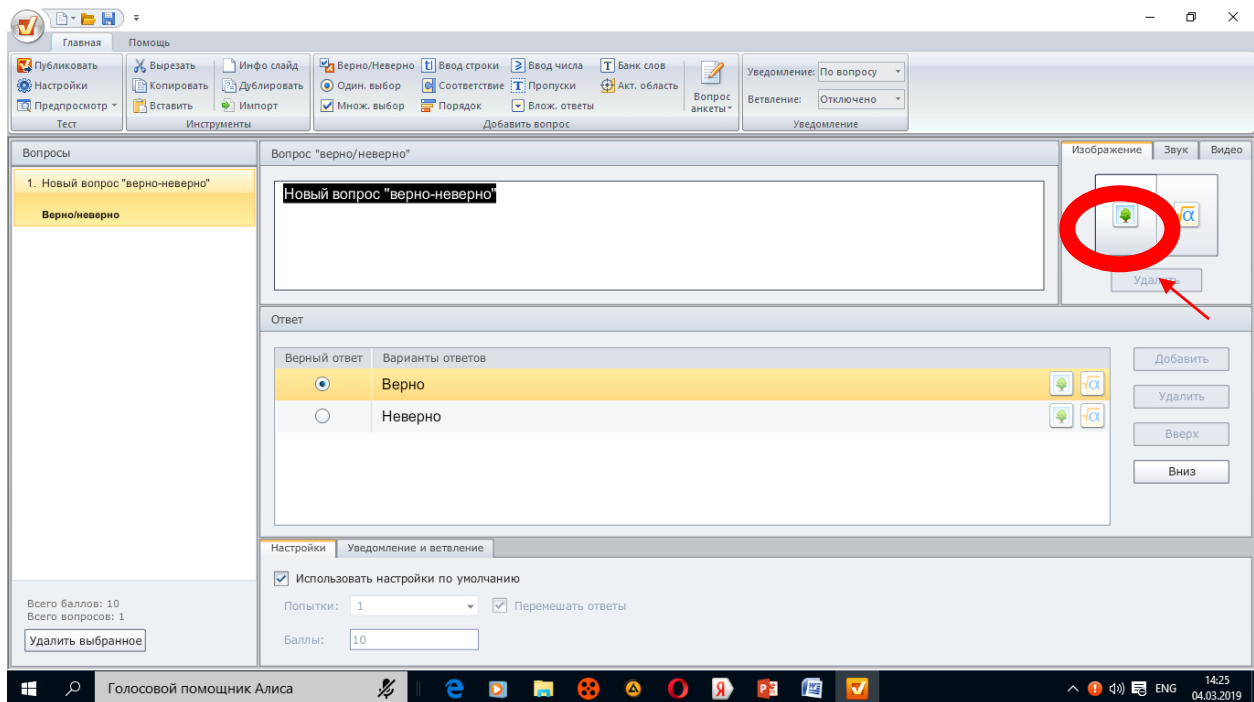 Главная Помощь
Публиковать Вырезать Инфо слайд Верно/Неверно Ввод строки Ввод числа Банк слов
Настройки Копировать Дублировать Один. выбор Соответствие Пропуски Акт. область
Предпросмотр Вставить Импорт Множ. выбор Порядок Влож. ответы
Вопрос анкеты
Уведомление: По вопросу
Ветвление: Отключено
Тест Инструменты Добавить вопрос Уведомление
Вопросы
1. Новый вопрос "верно-неверно"
Верно/неверно
Вопрос "верно/неверно"
Новый вопрос "верно-неверно"
Изображение Звук Видео
Удалить
Ответ
Верный ответ Варианты ответов
Верно
Неверно
Добавить
Удалить
Вверх
Вниз
Настройки Уведомление и ветвление
Использовать настройки по умолчанию
Попытки: 1 Перемешать ответы
Баллы: 10
Всего баллов: 10
Всего вопросов: 1
Удалить выбранное
Голосовой помощник Алиса
ENG
14:25
04.03.2019